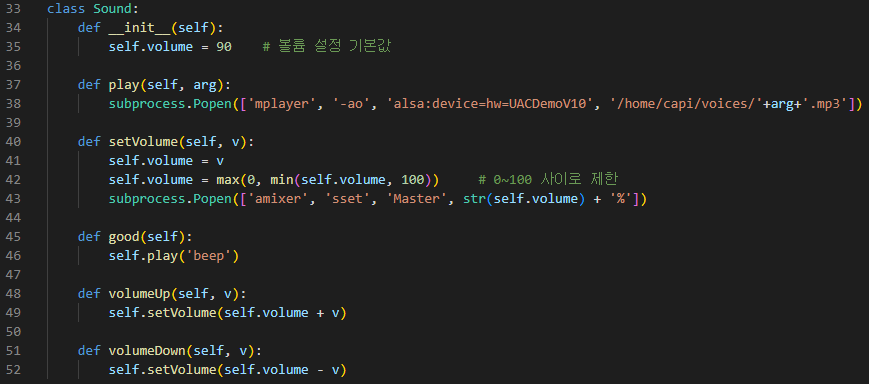 33 class Sound:
34     def __init__(self):
35         self.volume = 90    # 볼륨 설정 기본값
36
37     def play(self, arg):
38         subprocess.Popen(['mplayer', '-ao', 'alsa:device=hw=UACDemoV10', '/home/capi/voices/'+arg+'.mp3'])
39
40     def setVolume(self, v):
41         self.volume = v
42         self.volume = max(0, min(self.volume, 100))     # 0~100 사이로 제한
43         subprocess.Popen(['amixer', 'sset', 'Master', str(self.volume) + '%'])
44
45     def good(self):
46         self.play('beep')
47
48     def volumeUp(self, v):
49         self.setVolume(self.volume + v)
50
51     def volumeDown(self, v):
52         self.setVolume(self.volume - v)